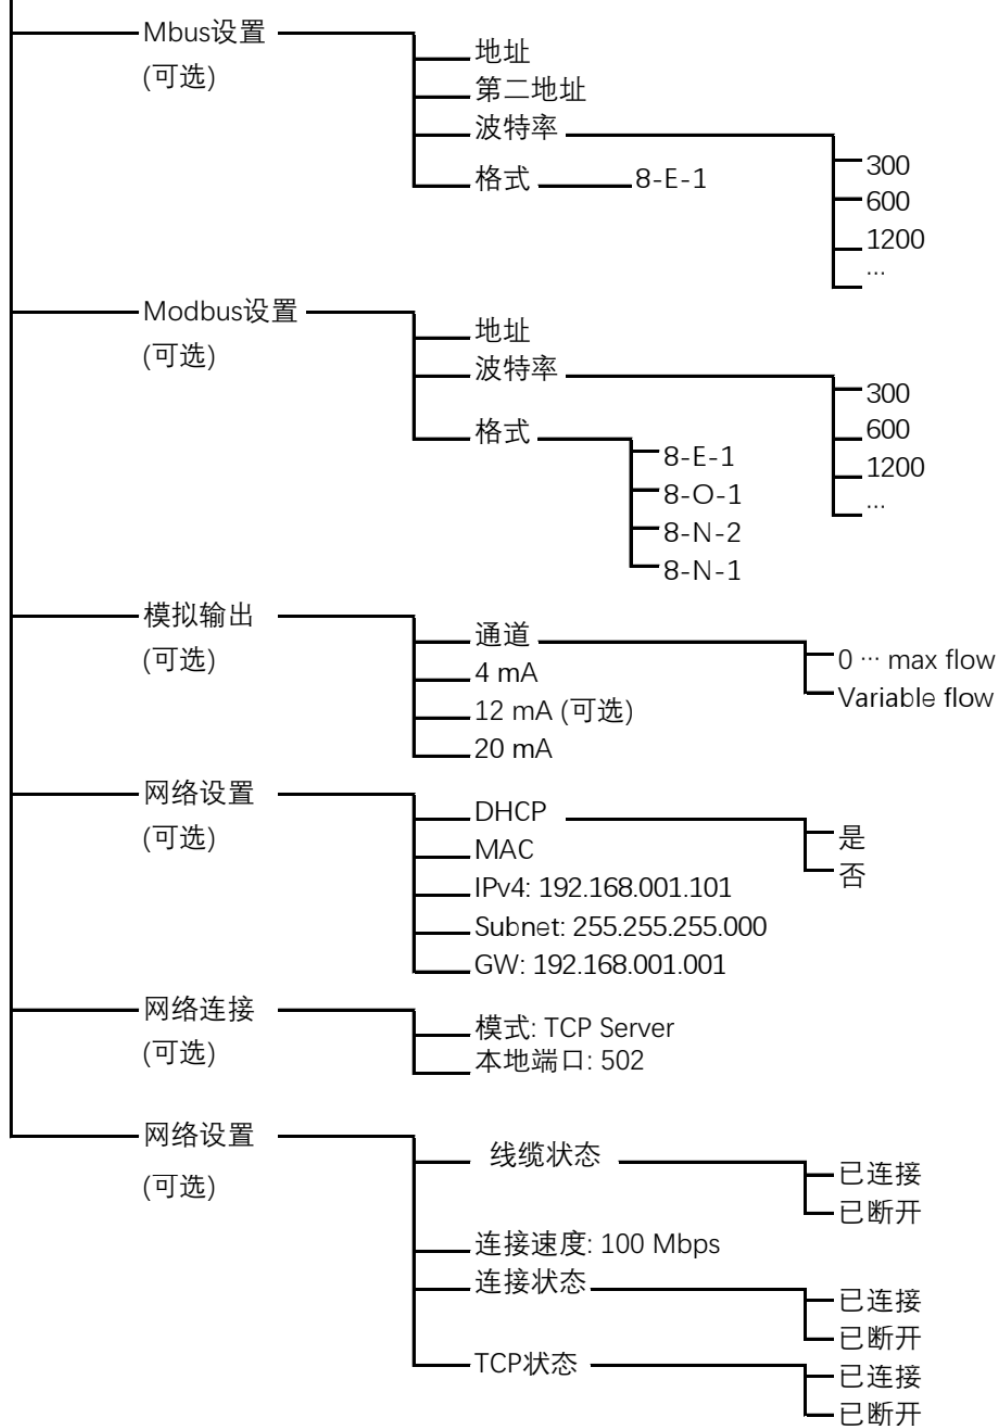 Mbus设置
(可选)
地址
第二地址
波特率
300
600
1200
...
格式
8-E-1
Modbus设置
(可选)
地址
波特率
300
600
1200
...
格式
8-E-1
8-O-1
8-N-2
8-N-1
模拟输出
(可选)
通道
0 ... max flow
Variable flow
4 mA
12 mA (可选)
20 mA
网络设置
(可选)
DHCP
是
否
MAC
IPv4: 192.168.001.101
Subnet: 255.255.255.000
GW: 192.168.001.001
网络连接
(可选)
模式: TCP Server
本地端口: 502
网络设置
(可选)
线缆状态
已连接
已断开
连接速度: 100 Mbps
连接状态
已连接
已断开
TCP状态
已连接
已断开